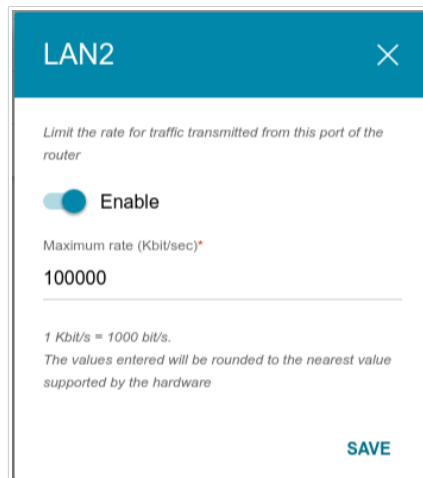 LAN2
Limit the rate for traffic transmitted from this port of the
router
Enable
Maximum rate (Kbit/sec)*
100000
1 Kbit/s = 1000 bit/s.
The values entered will be rounded to the nearest value
supported by the hardware
SAVE